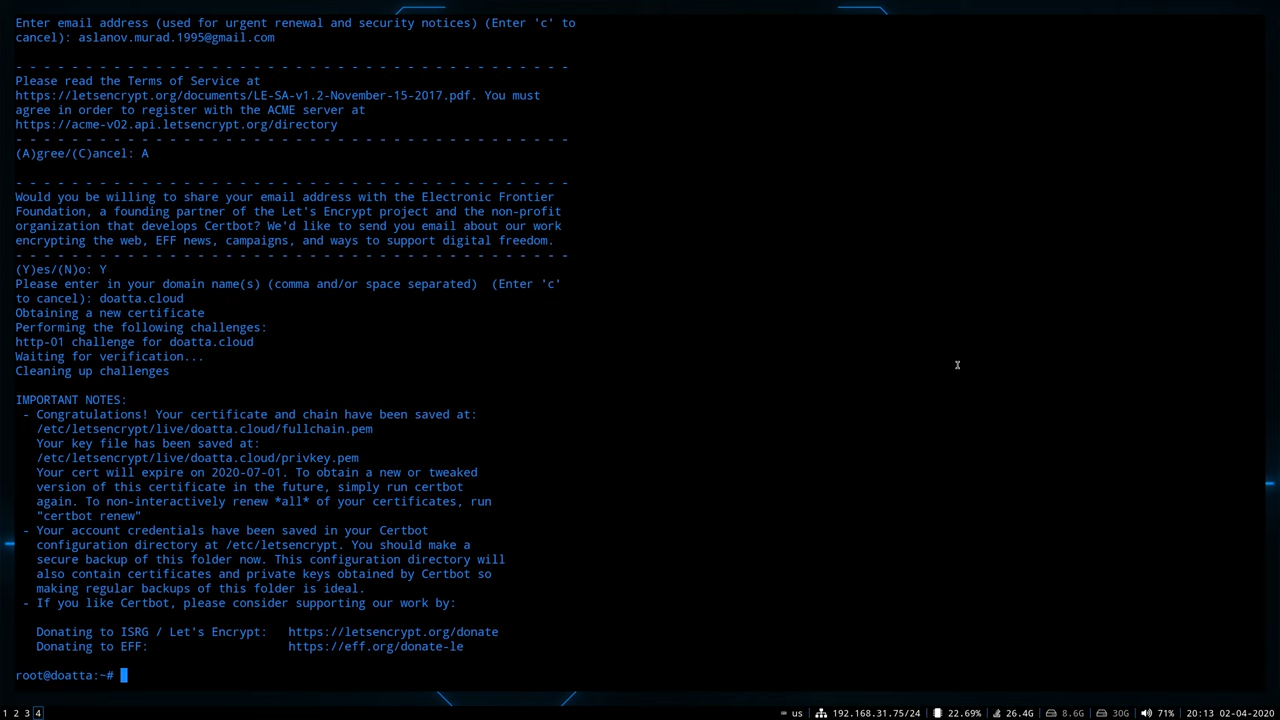 Enter email address (used for urgent renewal and security notices) (Enter 'c' to
cancel): aslanov.murad.1995@gmail.com
- - - - - - - - - - - - - - - - - - - - - - - - - - - - - - - - - - - - - - - -
Please read the Terms of Service at
https://letsencrypt.org/documents/LE-SA-v1.2-November-15-2017.pdf. You must
agree in order to register with the ACME server at
https://acme-v02.api.letsencrypt.org/directory
- - - - - - - - - - - - - - - - - - - - - - - - - - - - - - - - - - - - - - - -
(A)gree/(C)ancel: A
- - - - - - - - - - - - - - - - - - - - - - - - - - - - - - - - - - - - - - - -
Would you be willing to share your email address with the Electronic Frontier
Foundation, a founding partner of the Let's Encrypt project and the non-profit
organization that develops Certbot? We'd like to send you email about our work
encrypting the web, EFF news, campaigns, and ways to support digital freedom.
- - - - - - - - - - - - - - - - - - - - - - - - - - - - - - - - - - - - - - - -
(Y)es/(N)o: Y
Please enter in your domain name(s) (comma and/or space separated)  (Enter 'c'
to cancel): doatta.cloud
Obtaining a new certificate
Performing the following challenges:
http-01 challenge for doatta.cloud
Waiting for verification...
Cleaning up challenges
IMPORTANT NOTES:
- Congratulations! Your certificate and chain have been saved at:
/etc/letsencrypt/live/doatta.cloud/fullchain.pem
Your key file has been saved at:
/etc/letsencrypt/live/doatta.cloud/privkey.pem
Your cert will expire on 2020-07-01. To obtain a new or tweaked
version of this certificate in the future, simply run certbot
again. To non-interactively renew *all* of your certificates, run
"certbot renew"
- Your account credentials have been saved in your Certbot
configuration directory at /etc/letsencrypt. You should make a
secure backup of this folder now. This configuration directory will
also contain certificates and private keys obtained by Certbot so
making regular backups of this folder is ideal.
- If you like Certbot, please consider supporting our work by:
Donating to ISRG / Let's Encrypt:   https://letsencrypt.org/donate
Donating to EFF:                    https://eff.org/donate-le
root@doatta:~#
1 2 3 4 us 192.168.31.75/24 22.69% 26.4G 8.6G 30G 71% 20:13 02-04-2020